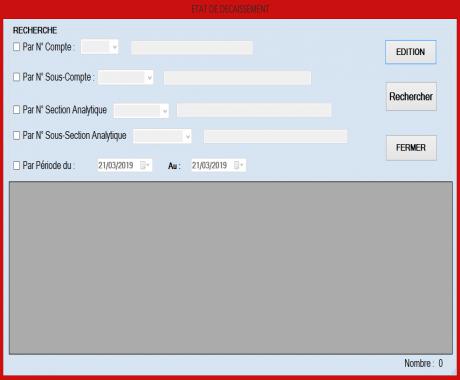 ETAT DE DECAISSEMENT
RECHERCHE
Par N° Compte :
EDITION
Par N° Sous-Compte :
Rechercher
Par N° Section Analytique
Par N° Sous-Section Analytique
FERMER
Par Période du : 21/03/2019 Au : 21/03/2019
Nombre : 0